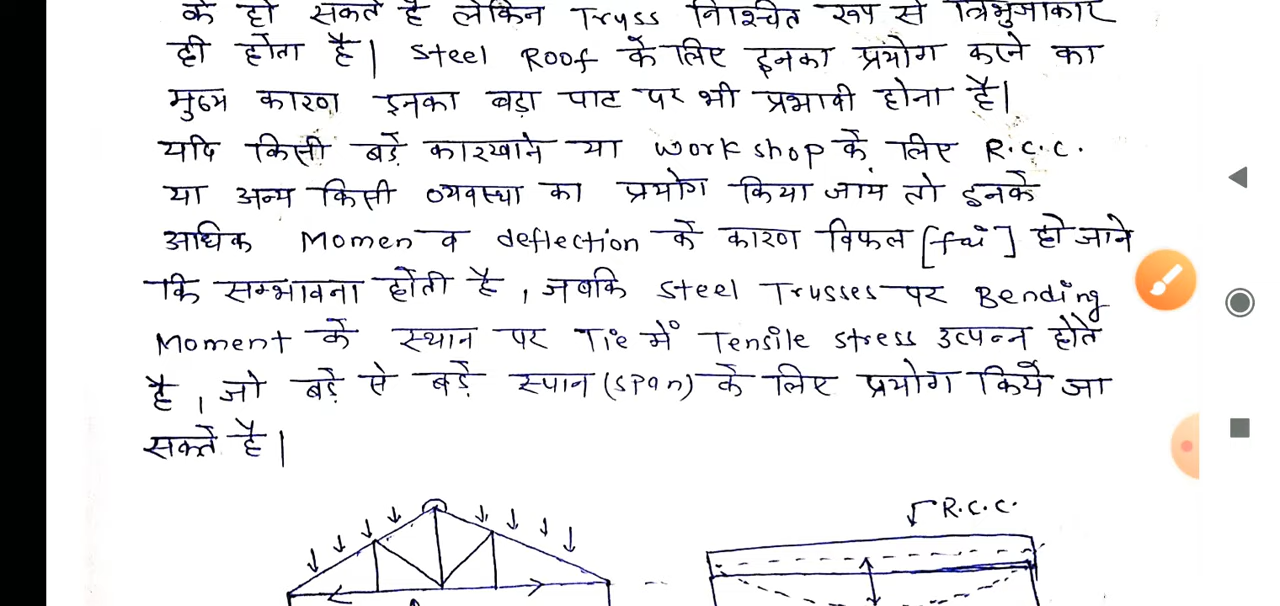 के हो सकते है लेकिन Tryss निश्चित रूप से त्रिभुजाकार
ही होता है| Steel Roof के लिए इनका प्रयोग करने का
मुख्य कारण इनका बड़ा पाट पर भी प्रभावी होना है|
यदि किसी बड़े कारखाने या workshop के लिए R.C.C.
या अन्य किसी व्यवस्था का प्रयोग किया जाय तो इनके
अधिक Momen व deflection के कारण विफल [fai] हो जाने
कि सम्भावना होती है, जबकि Steel Trusses पर Bending
Moment के स्थान पर Tie में Tensile stress उत्पन्न होते
है, जो बड़े से बड़े स्पान (span) के लिए प्रयोग किये जा
सकते है|
R.C.C.